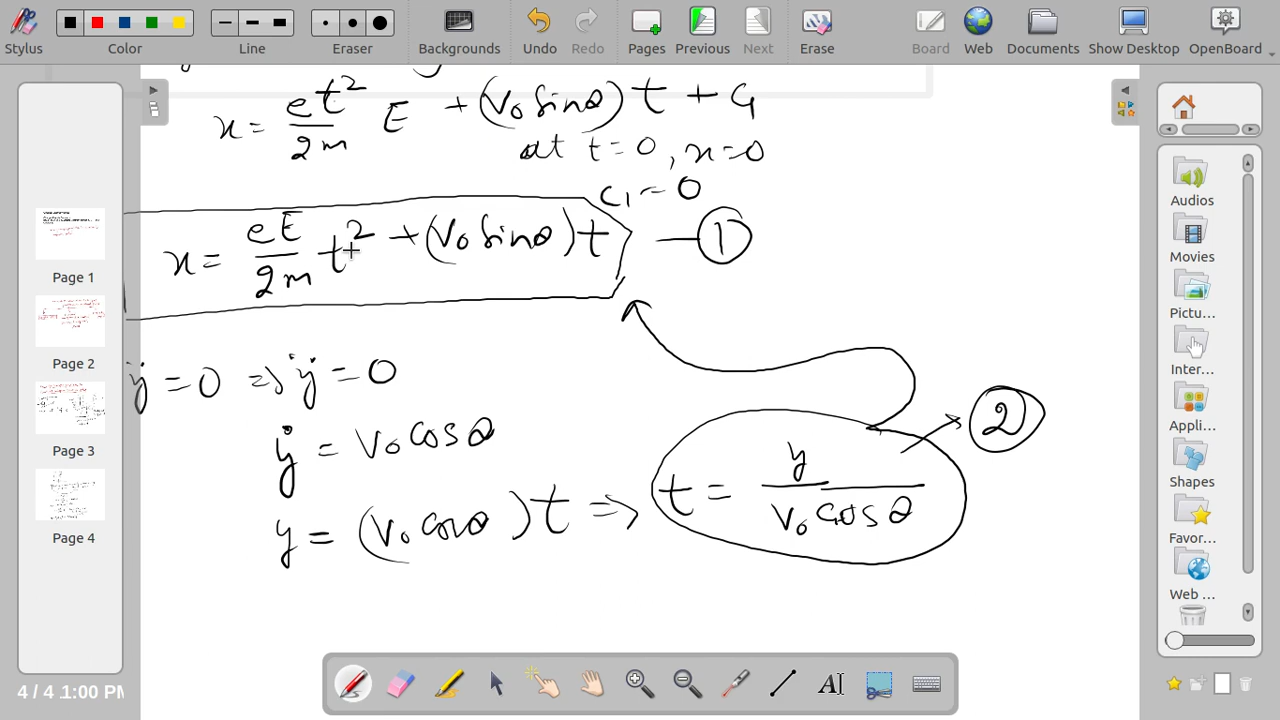 Stylus Color Line Eraser Backgrounds Undo Redo Pages Previous Next Erase Board Web Documents Show Desktop OpenBoard
x = et²/2m E + (v₀ sinθ) t + C₁
at t=0, x=0
C₁ = 0
x = eE/2m t² + (v₀ sinθ) t — ①
ÿ = 0 ⇒ ÿ = 0
ẏ = v₀ cosθ
y = (v₀ cosθ) t ⇒ t = y/v₀ cosθ → ②
Page 1
Page 2
Page 3
Page 4
4 / 4 1:00 PM
Audios
Movies
Pictu...
Inter...
Appli...
Shapes
Favor...
Web ...